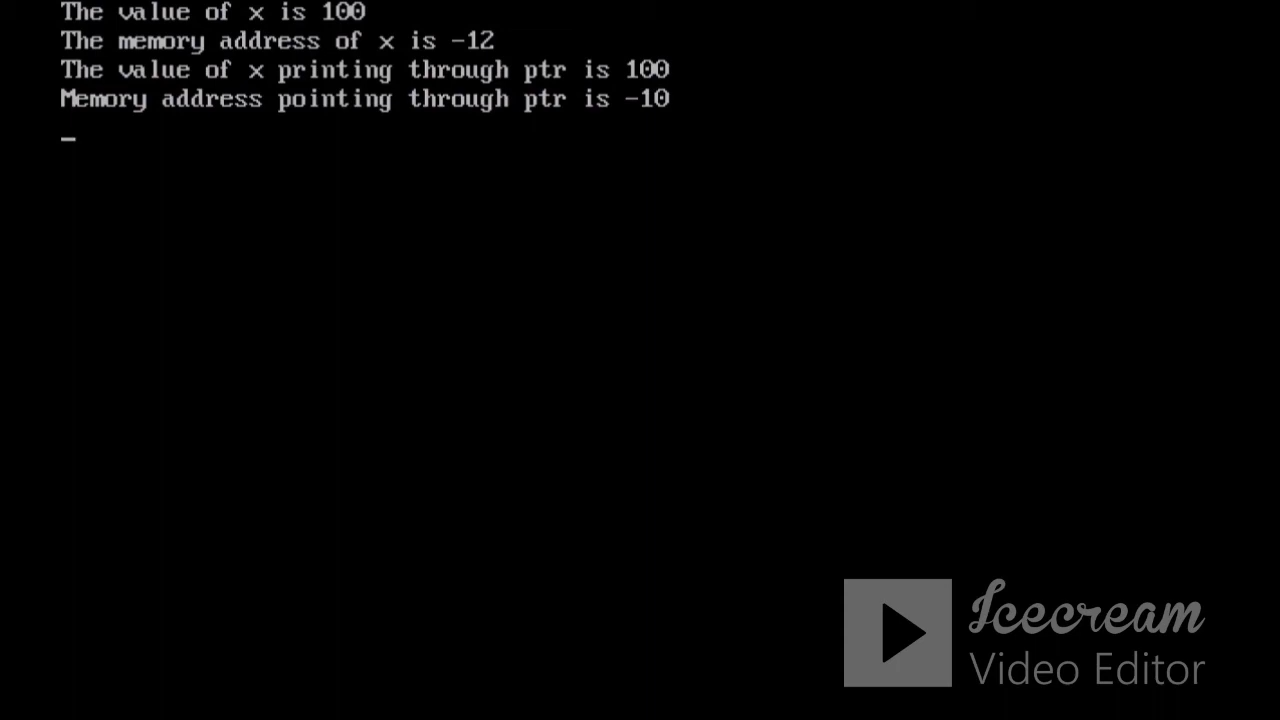 The value of x is 100
The memory address of x is -12
The value of x printing through ptr is 100
Memory address pointing through ptr is -10
Icecream
Video Editor